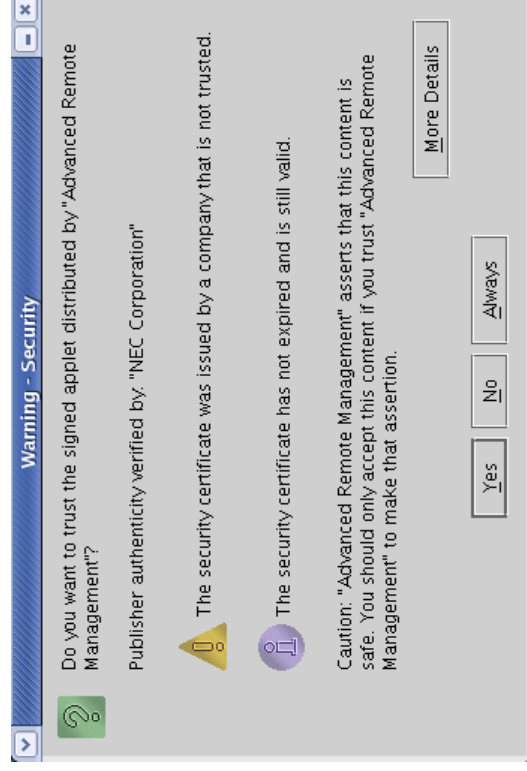 Warning - Security
Do you want to trust the signed applet distributed by "Advanced Remote
Management"?
Publisher authenticity verified by: "NEC Corporation"
The security certificate was issued by a company that is not trusted.
The security certificate has not expired and is still valid.
Caution: "Advanced Remote Management" asserts that this content is
safe. You should only accept this content if you trust "Advanced Remote
Management" to make that assertion.
More Details
Yes No Always